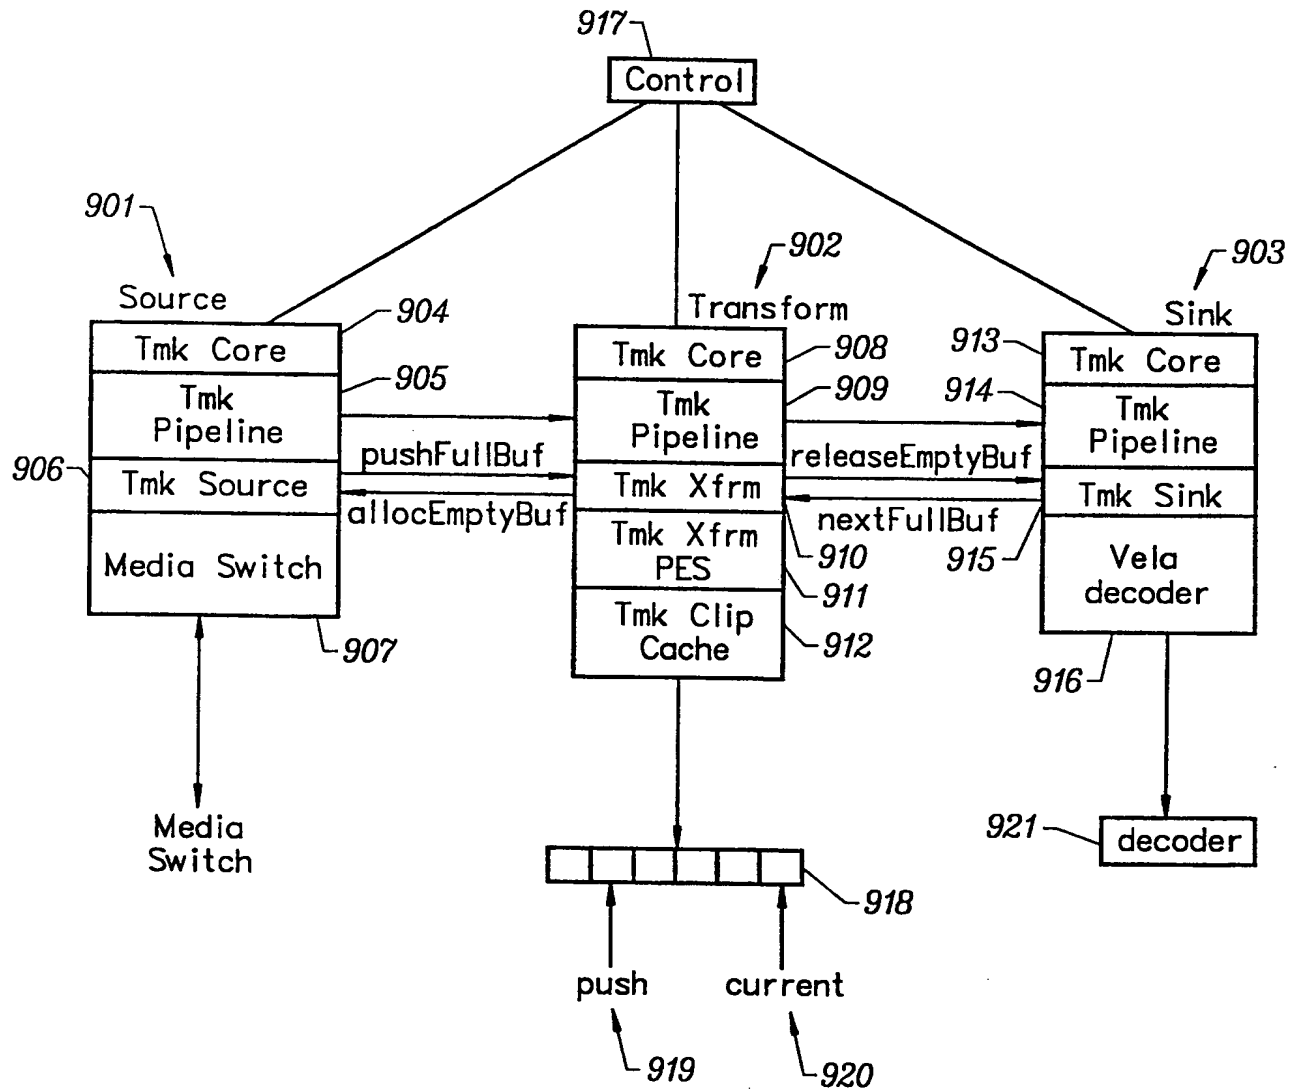 917
Control
901
Source
904
Tmk Core
905
Tmk
Pipeline
906
Tmk Source
Media Switch
907
Media
Switch
pushFullBuf
allocEmptyBuf
902
Transform
908
Tmk Core
909
Tmk
Pipeline
Tmk Xfrm
910
Tmk Xfrm
PES
911
Tmk Clip
Cache
912
releaseEmptyBuf
nextFullBuf
903
Sink
913
Tmk Core
914
Tmk
Pipeline
Tmk Sink
915
Vela
decoder
916
921
decoder
918
push
current
919
920